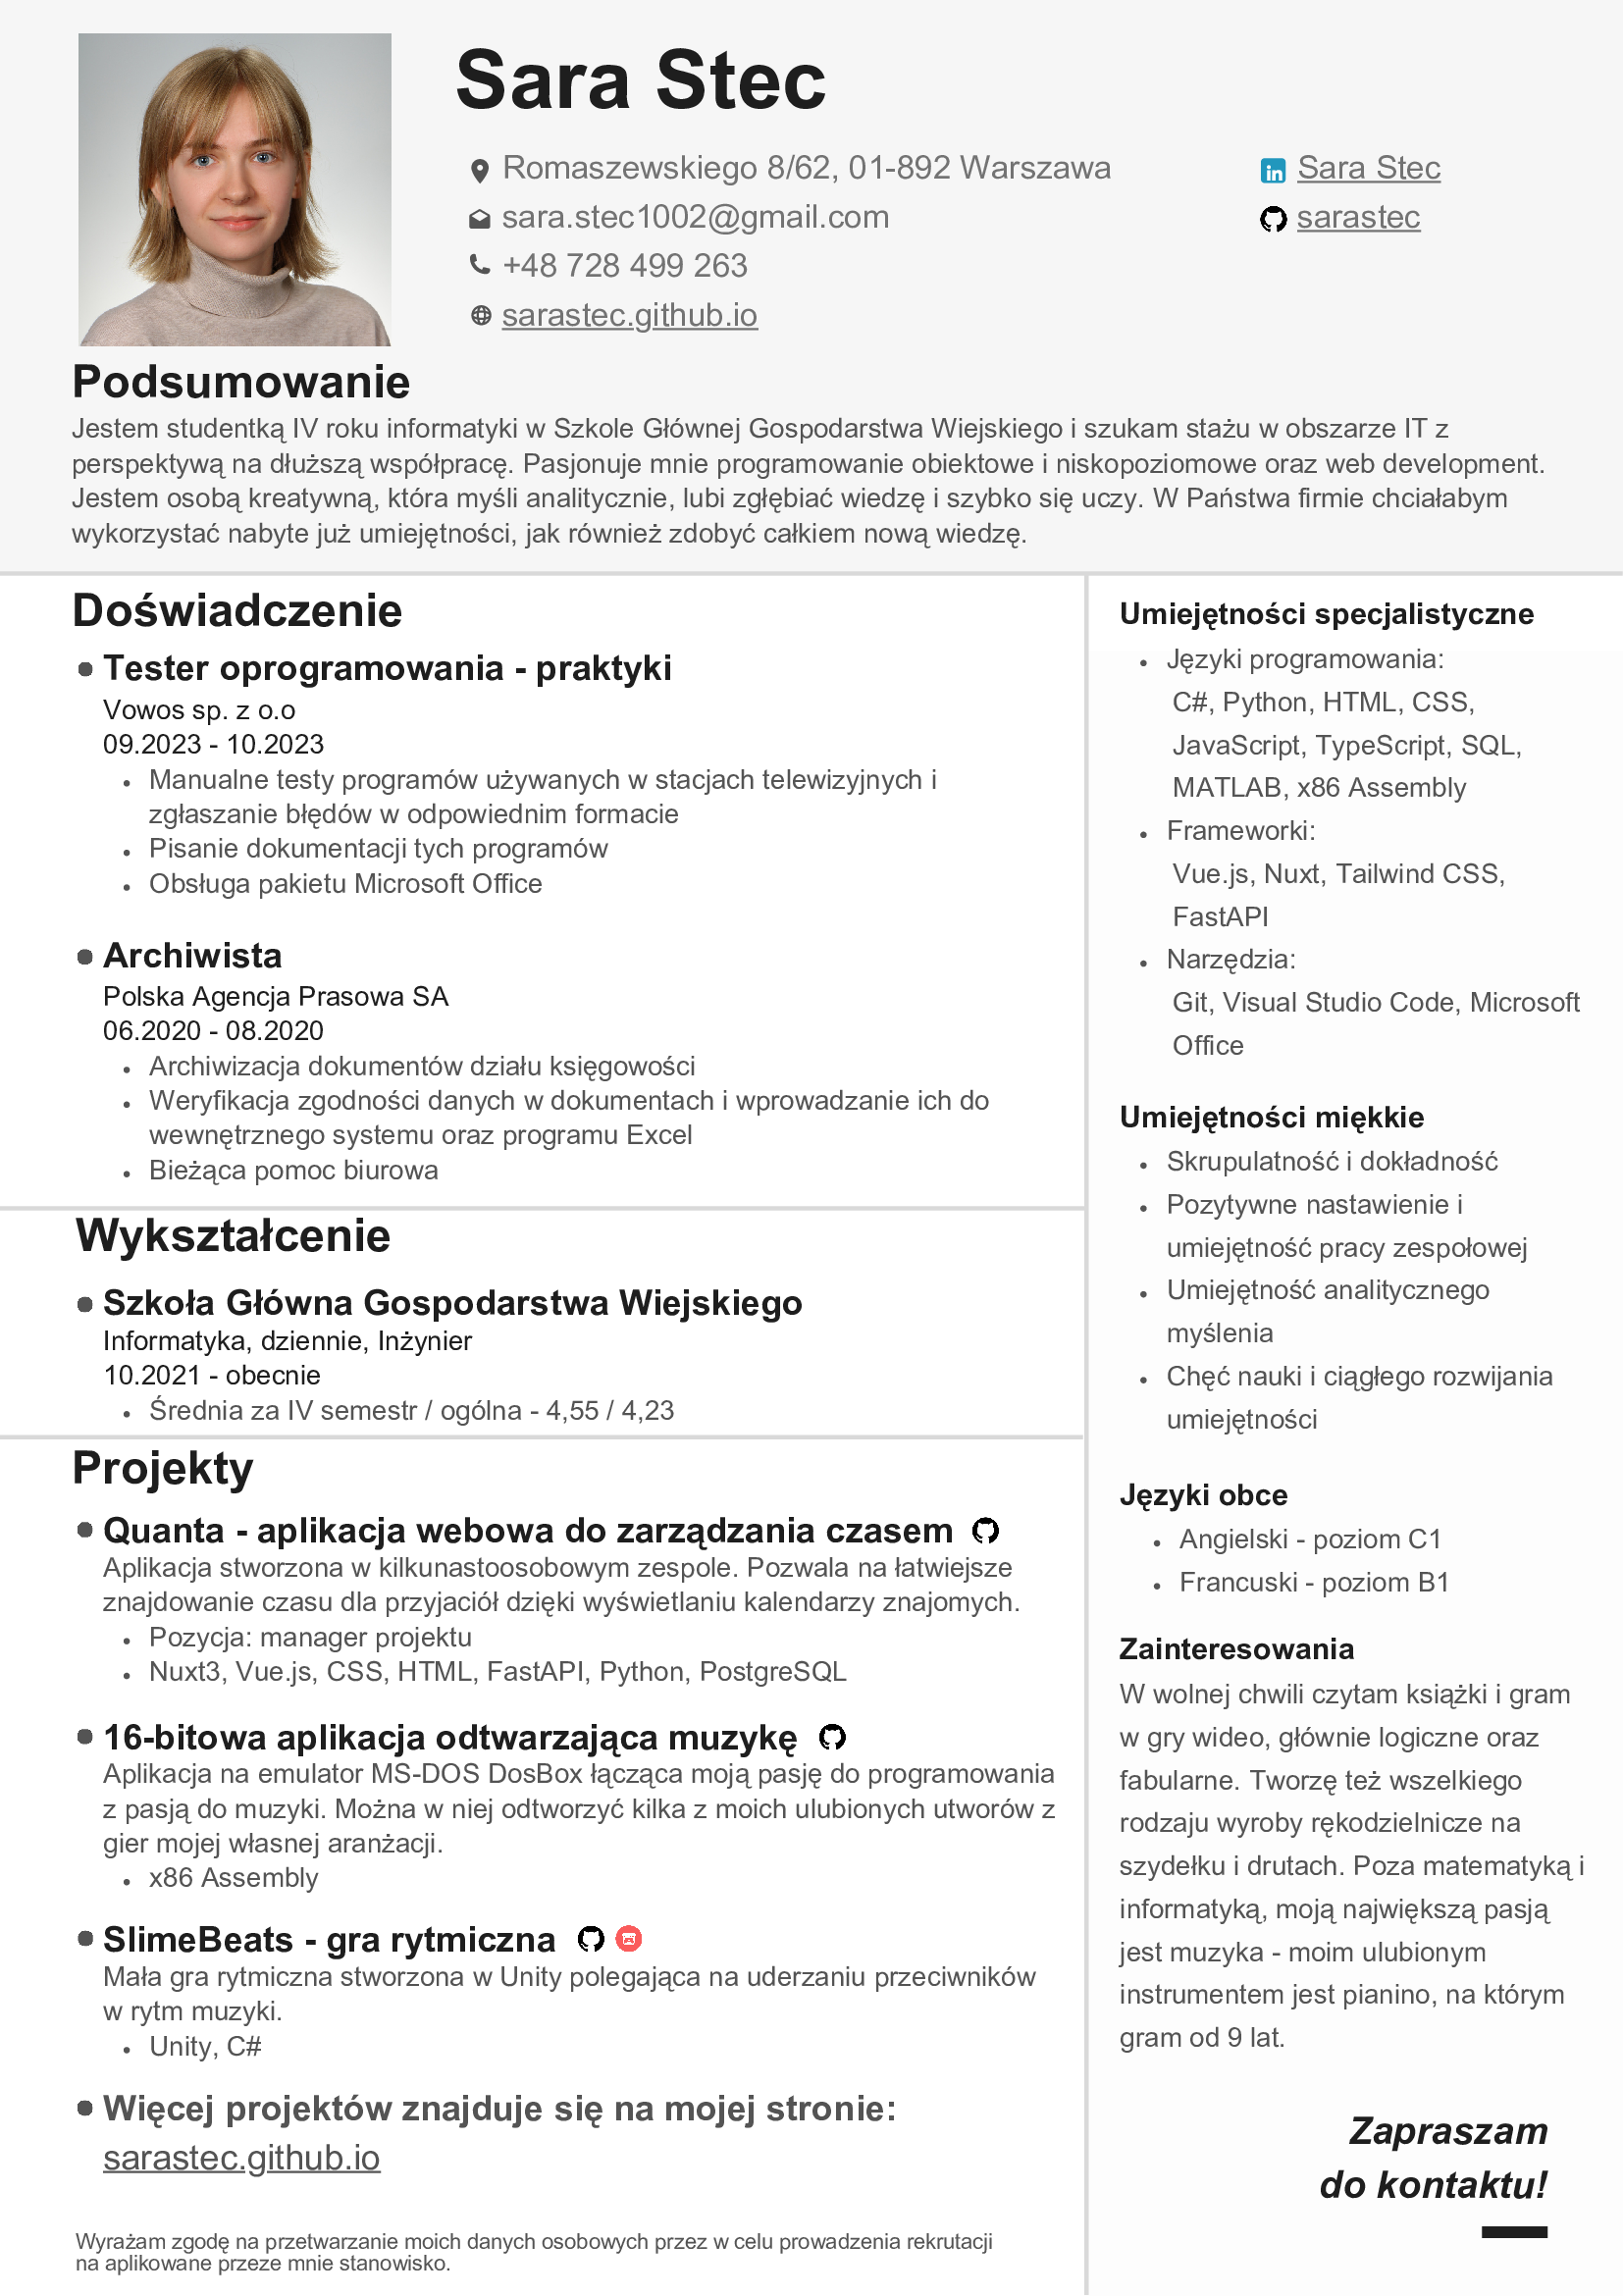 Sara Stec
Romaszewskiego 8/62, 01-892 Warszawa
sara.stec1002@gmail.com
+48 728 499 263
sarastec.github.io
Sara Stec
sarastec
Podsumowanie
Jestem studentką IV roku informatyki w Szkole Głównej Gospodarstwa Wiejskiego i szukam stażu w obszarze IT z
perspektywą na dłuższą współpracę. Pasjonuje mnie programowanie obiektowe i niskopoziomowe oraz web development.
Jestem osobą kreatywną, która myśli analitycznie, lubi zgłębiać wiedzę i szybko się uczy. W Państwa firmie chciałabym
wykorzystać nabyte już umiejętności, jak również zdobyć całkiem nową wiedzę.
Doświadczenie
Tester oprogramowania - praktyki
Vowos sp. z o.o
09.2023 - 10.2023
• Manualne testy programów używanych w stacjach telewizyjnych i
zgłaszanie błędów w odpowiednim formacie
• Pisanie dokumentacji tych programów
• Obsługa pakietu Microsoft Office
Archiwista
Polska Agencja Prasowa SA
06.2020 - 08.2020
• Archiwizacja dokumentów działu księgowości
• Weryfikacja zgodności danych w dokumentach i wprowadzanie ich do
wewnętrznego systemu oraz programu Excel
• Bieżąca pomoc biurowa
Wykształcenie
Szkoła Główna Gospodarstwa Wiejskiego
Informatyka, dziennie, Inżynier
10.2021 - obecnie
• Średnia za IV semestr / ogólna - 4,55 / 4,23
Projekty
Quanta - aplikacja webowa do zarządzania czasem
Aplikacja stworzona w kilkunastoosobowym zespole. Pozwala na łatwiejsze
znajdowanie czasu dla przyjaciół dzięki wyświetlaniu kalendarzy znajomych.
• Pozycja: manager projektu
• Nuxt3, Vue.js, CSS, HTML, FastAPI, Python, PostgreSQL
16-bitowa aplikacja odtwarzająca muzykę
Aplikacja na emulator MS-DOS DosBox łącząca moją pasję do programowania
z pasją do muzyki. Można w niej odtworzyć kilka z moich ulubionych utworów z
gier mojej własnej aranżacji.
• x86 Assembly
SlimeBeats - gra rytmiczna
Mała gra rytmiczna stworzona w Unity polegająca na uderzaniu przeciwników
w rytm muzyki.
• Unity, C#
Więcej projektów znajduje się na mojej stronie:
sarastec.github.io
Wyrażam zgodę na przetwarzanie moich danych osobowych przez w celu prowadzenia rekrutacji
na aplikowane przeze mnie stanowisko.
Umiejętności specjalistyczne
• Języki programowania:
C#, Python, HTML, CSS,
JavaScript, TypeScript, SQL,
MATLAB, x86 Assembly
• Frameworki:
Vue.js, Nuxt, Tailwind CSS,
FastAPI
• Narzędzia:
Git, Visual Studio Code, Microsoft
Office
Umiejętności miękkie
• Skrupulatność i dokładność
• Pozytywne nastawienie i
umiejętność pracy zespołowej
• Umiejętność analitycznego
myślenia
• Chęć nauki i ciągłego rozwijania
umiejętności
Języki obce
• Angielski - poziom C1
• Francuski - poziom B1
Zainteresowania
W wolnej chwili czytam książki i gram
w gry wideo, głównie logiczne oraz
fabularne. Tworzę też wszelkiego
rodzaju wyroby rękodzielnicze na
szydełku i drutach. Poza matematyką i
informatyką, moją największą pasją
jest muzyka - moim ulubionym
instrumentem jest pianino, na którym
gram od 9 lat.
Zapraszam
do kontaktu!